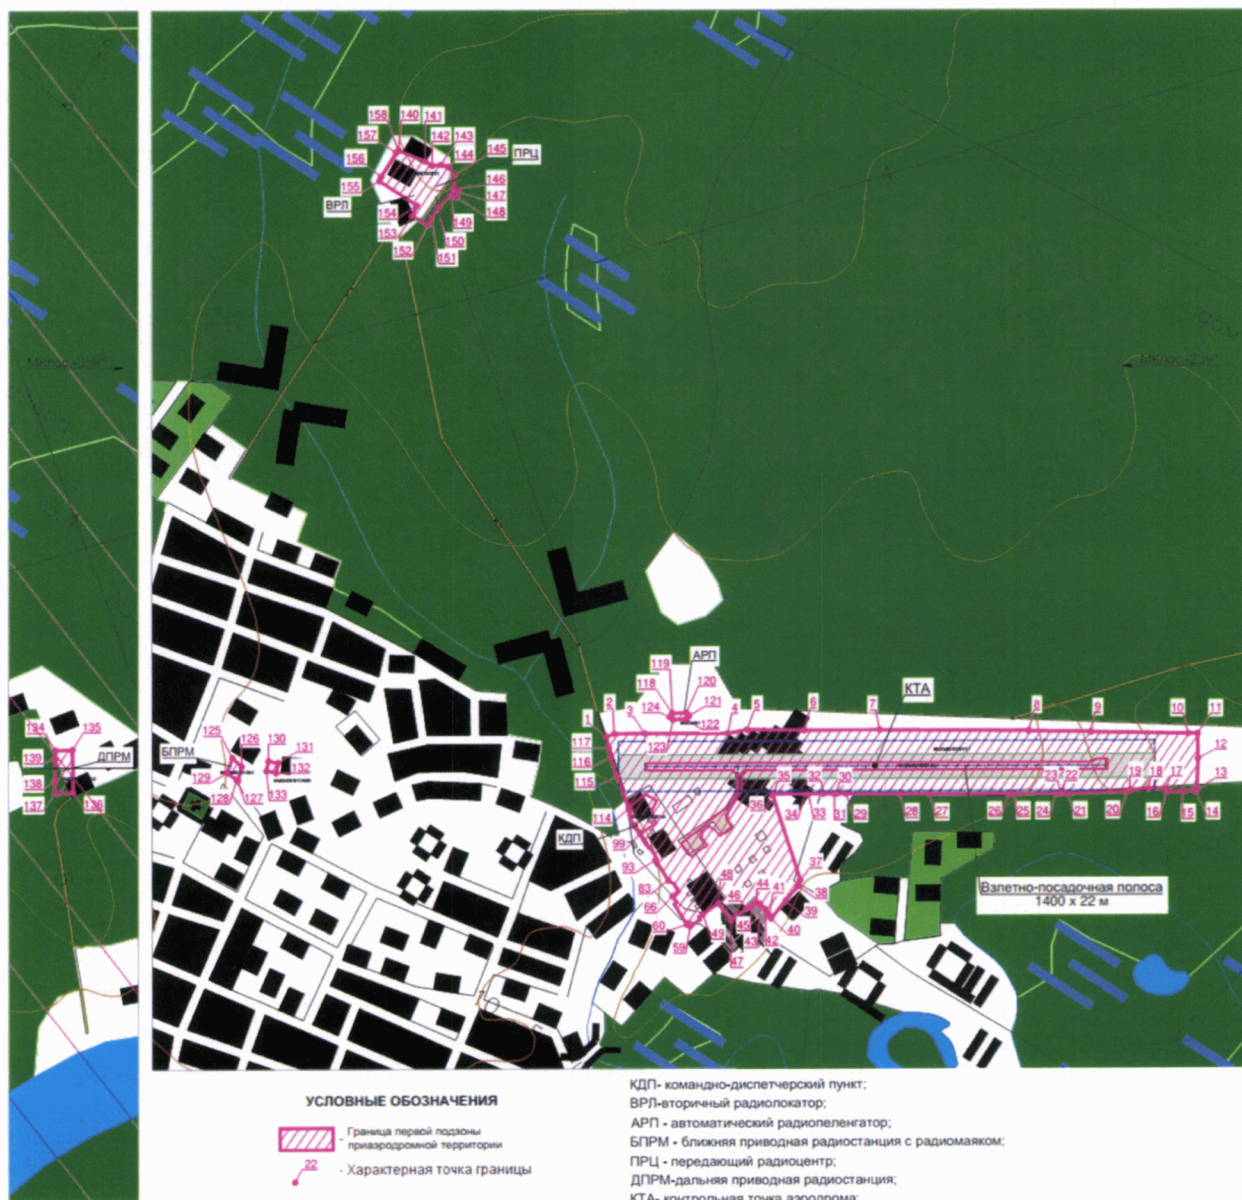 158 140 141
157 142 143
156 144 145 ПРЦ
155 146
147
ВРЛ 154 148
153 149
152 150
151
МКпос -239°
119 АРП
118 120
124 121
КТА
1 2 3 122 4 5 6 7 8 9 10 11
117 123
116
115
12
13
134 135
139 ДПРМ
138
137 136
БПРМ 125 126 130 131
129 132
128 127 133
114
КДП 99
93
83
66
60
59
36 35 34 32 33 30 31 29 28 27 26 25 24 23 22 21 20 19 18 17 16 15 14
37
38
39
40
48 46 44 41
49 45 43 42
47
Взлетно-посадочная полоса
1400 х 22 м
УСЛОВНЫЕ ОБОЗНАЧЕНИЯ
- Граница первой подзоны
приаэродромной территории
22 - Характерная точка границы
КДП- командно-диспетчерский пункт;
ВРЛ-вторичный радиолокатор;
АРП - автоматический радиопеленгатор;
БПРМ - ближняя приводная радиостанция с радиомаяком;
ПРЦ - передающий радиоцентр;
ДПРМ-дальняя приводная радиостанция;
КТА- контрольная точка аэродрома;